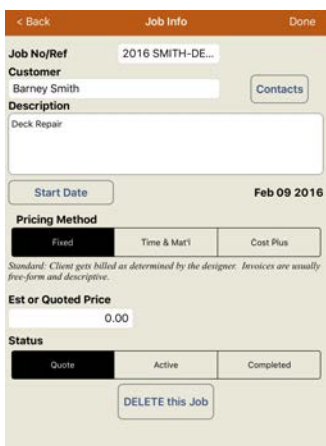 < Back Job Info Done
Job No/Ref 2016 SMITH-DE...
Customer
Barney Smith Contacts
Description
Deck Repair
Start Date Feb 09 2016
Pricing Method
Fixed Time & Mat'l Cost Plus
Standard: Client gets billed as determined by the designer. Invoices are usually
free-form and descriptive.
Est or Quoted Price
0.00
Status
Quote Active Completed
DELETE this Job